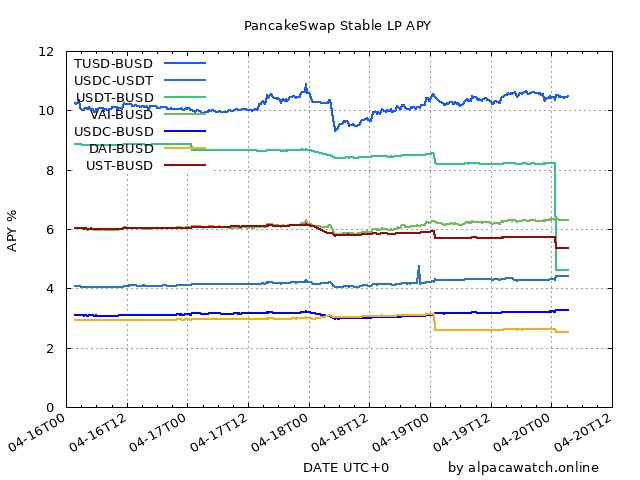 PancakeSwap Stable LP APY
12
10
8
6
4
2
0
APY %
TUSD-BUSD
USDC-USDT
USDT-BUSD
VAI-BUSD
USDC-BUSD
DAI-BUSD
UST-BUSD
04-16T00
04-16T12
04-17T00
04-17T12
04-18T00
04-18T12
04-19T00
04-19T12
04-20T00
04-20T12
DATE UTC+0
by alpacawatch.online